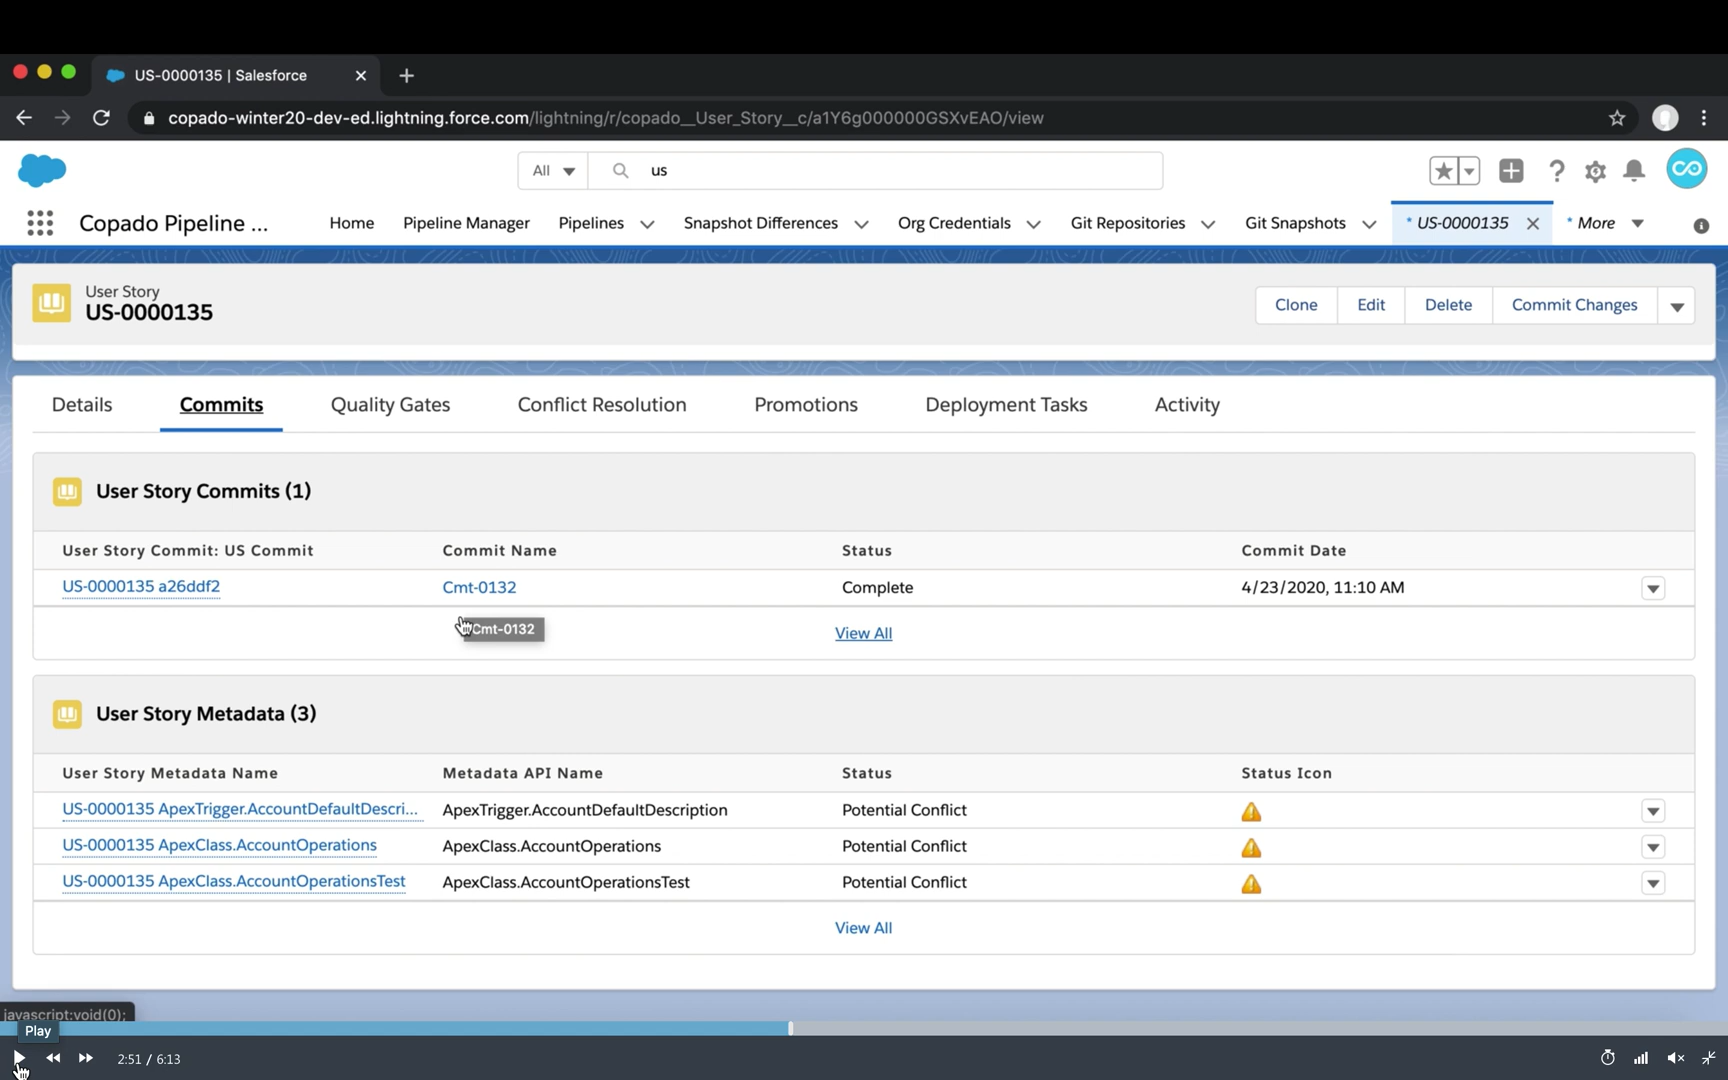 US-0000135 | Salesforce
copado-winter20-dev-ed.lightning.force.com/lightning/r/copado__User_Story__c/a1Y6g000000GSXvEAO/view
All us
Copado Pipeline ... Home Pipeline Manager Pipelines Snapshot Differences Org Credentials Git Repositories Git Snapshots * US-0000135 * More
User Story
US-0000135
Clone Edit Delete Commit Changes
Details Commits Quality Gates Conflict Resolution Promotions Deployment Tasks Activity
User Story Commits (1)
User Story Commit: US Commit Commit Name Status Commit Date
US-0000135 a26ddf2 Cmt-0132 Complete 4/23/2020, 11:10 AM
Cmt-0132
View All
User Story Metadata (3)
User Story Metadata Name Metadata API Name Status Status Icon
US-0000135 ApexTrigger.AccountDefaultDescri... ApexTrigger.AccountDefaultDescription Potential Conflict
US-0000135 ApexClass.AccountOperations ApexClass.AccountOperations Potential Conflict
US-0000135 ApexClass.AccountOperationsTest ApexClass.AccountOperationsTest Potential Conflict
View All
javascript:void(0);
Play
2:51 / 6:13